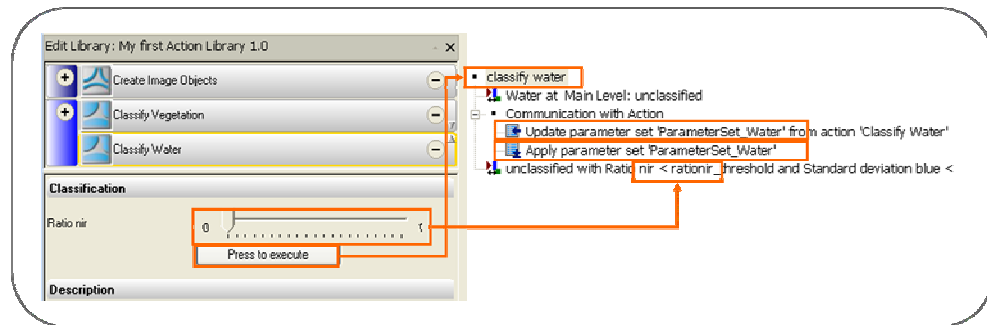 Edit Library: My first Action Library 1.0
Create Image Objects
Classify Vegetation
Classify Water
Classification
Ratio nir
0
Press to execute
Description
classify water
Water at Main Level: unclassified
Communication with Action
Update parameter set 'ParameterSet_Water' from action 'Classify Water'
Apply parameter set 'ParameterSet_Water'
unclassified with Ratio nir < rationir_threshold and Standard deviation blue <